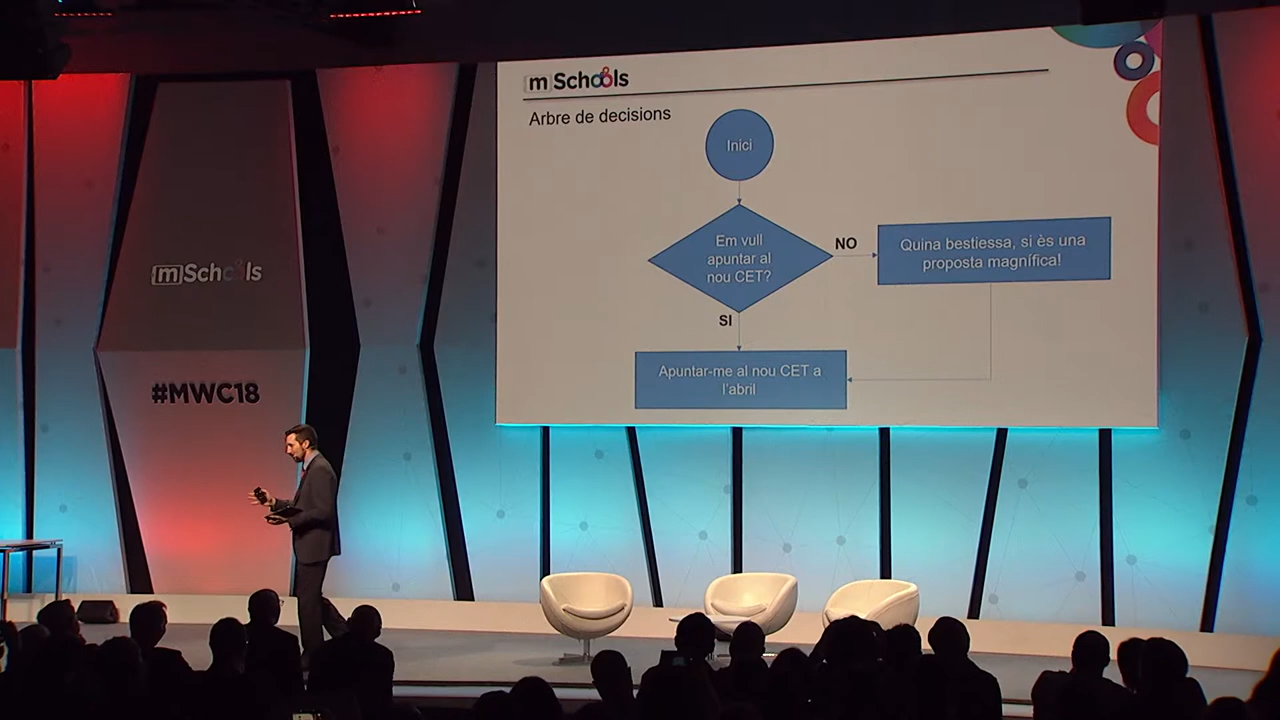 mSchools
Arbre de decisions
Inici
Em vull
apuntar al
nou CET?
NO
Quina bestiessa, si ès una
proposta magnífica!
SI
Apuntar-me al nou CET a
l'abril
mSchools
#MWC18